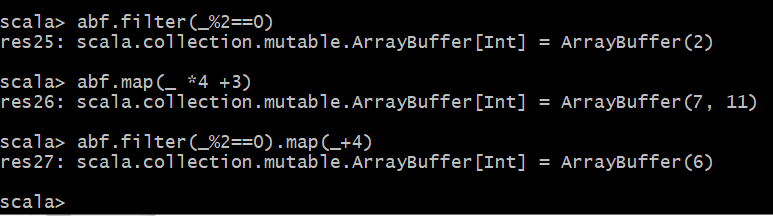 scala> abf.filter(_%2==0)
res25: scala.collection.mutable.ArrayBuffer[Int] = ArrayBuffer(2)
scala> abf.map(_ *4 +3)
res26: scala.collection.mutable.ArrayBuffer[Int] = ArrayBuffer(7, 11)
scala> abf.filter(_%2==0).map(_+4)
res27: scala.collection.mutable.ArrayBuffer[Int] = ArrayBuffer(6)
scala>